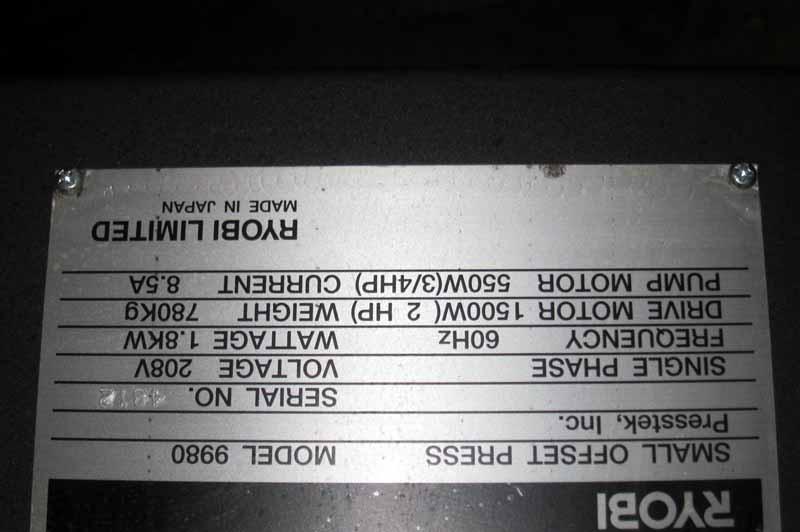 RYOBI
SMALL OFFSET PRESS MODEL 9980
Presstek, Inc.
SERIAL NO. 4312
SINGLE PHASE VOLTAGE 208V
FREQUENCY 60Hz WATTAGE 1.8KW
DRIVE MOTOR 1500W( 2 HP) WEIGHT 780Kg
PUMP MOTOR 550W(3/4HP) CURRENT 8.5A
RYOBI LIMITED
MADE IN JAPAN